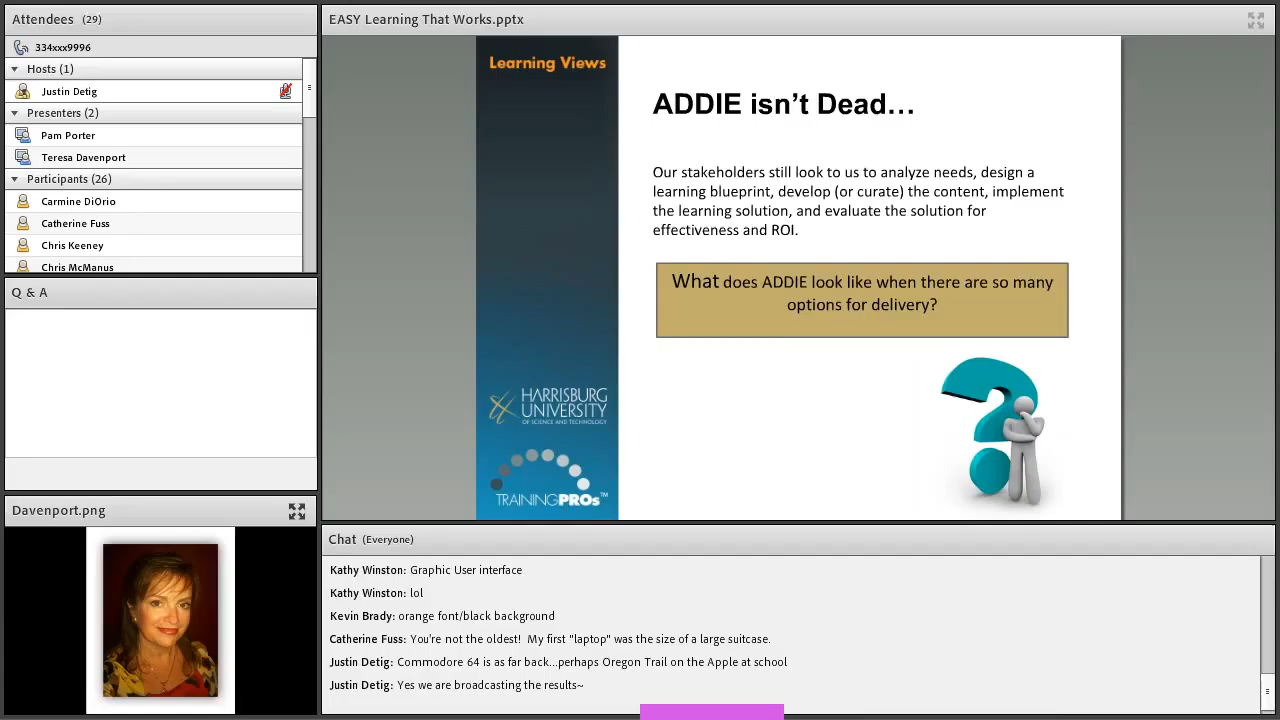 Attendees (29)
334xxx9996
Hosts (1)
Justin Detig
Presenters (2)
Pam Porter
Teresa Davenport
Participants (26)
Carmine DiOrio
Catherine Fuss
Chris Keeney
Chris McManus
Q & A
Davenport.png
EASY Learning That Works.pptx
Learning Views
HARRISBURG
UNIVERSITY
OF SCIENCE AND TECHNOLOGY
TRAININGPROs™
ADDIE isn't Dead…
Our stakeholders still look to us to analyze needs, design a
learning blueprint, develop (or curate) the content, implement
the learning solution, and evaluate the solution for
effectiveness and ROI.
What does ADDIE look like when there are so many
options for delivery?
Chat (Everyone)
Kathy Winston: Graphic User interface
Kathy Winston: lol
Kevin Brady: orange font/black background
Catherine Fuss: You're not the oldest!  My first "laptop" was the size of a large suitcase.
Justin Detig: Commodore 64 is as far back...perhaps Oregon Trail on the Apple at school
Justin Detig: Yes we are broadcasting the results~